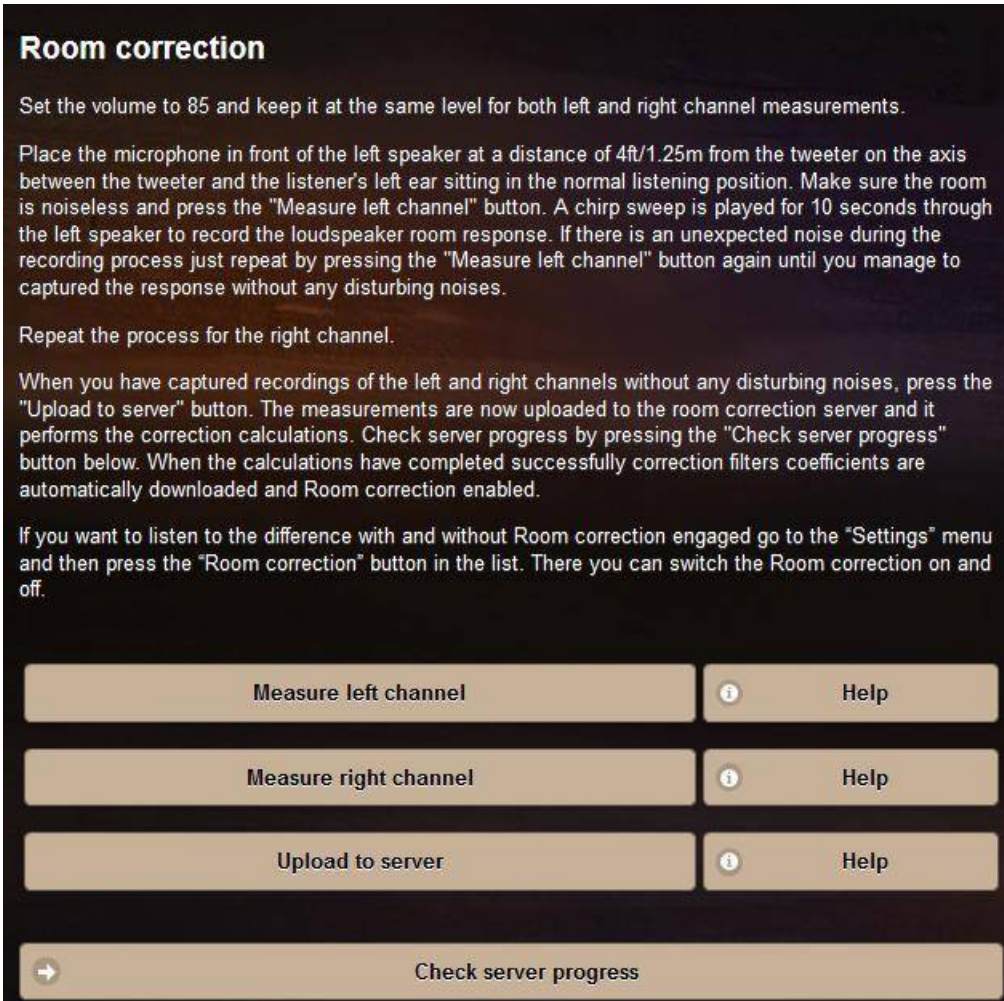 Room correction
Set the volume to 85 and keep it at the same level for both left and right channel measurements.
Place the microphone in front of the left speaker at a distance of 4ft/1.25m from the tweeter on the axis
between the tweeter and the listener's left ear sitting in the normal listening position. Make sure the room
is noiseless and press the "Measure left channel" button. A chirp sweep is played for 10 seconds through
the left speaker to record the loudspeaker room response. If there is an unexpected noise during the
recording process just repeat by pressing the "Measure left channel" button again until you manage to
captured the response without any disturbing noises.
Repeat the process for the right channel.
When you have captured recordings of the left and right channels without any disturbing noises, press the
"Upload to server" button. The measurements are now uploaded to the room correction server and it
performs the correction calculations. Check server progress by pressing the "Check server progress"
button below. When the calculations have completed successfully correction filters coefficients are
automatically downloaded and Room correction enabled.
If you want to listen to the difference with and without Room correction engaged go to the “Settings” menu
and then press the “Room correction” button in the list. There you can switch the Room correction on and
off.
Measure left channel Help
Measure right channel Help
Upload to server Help
Check server progress